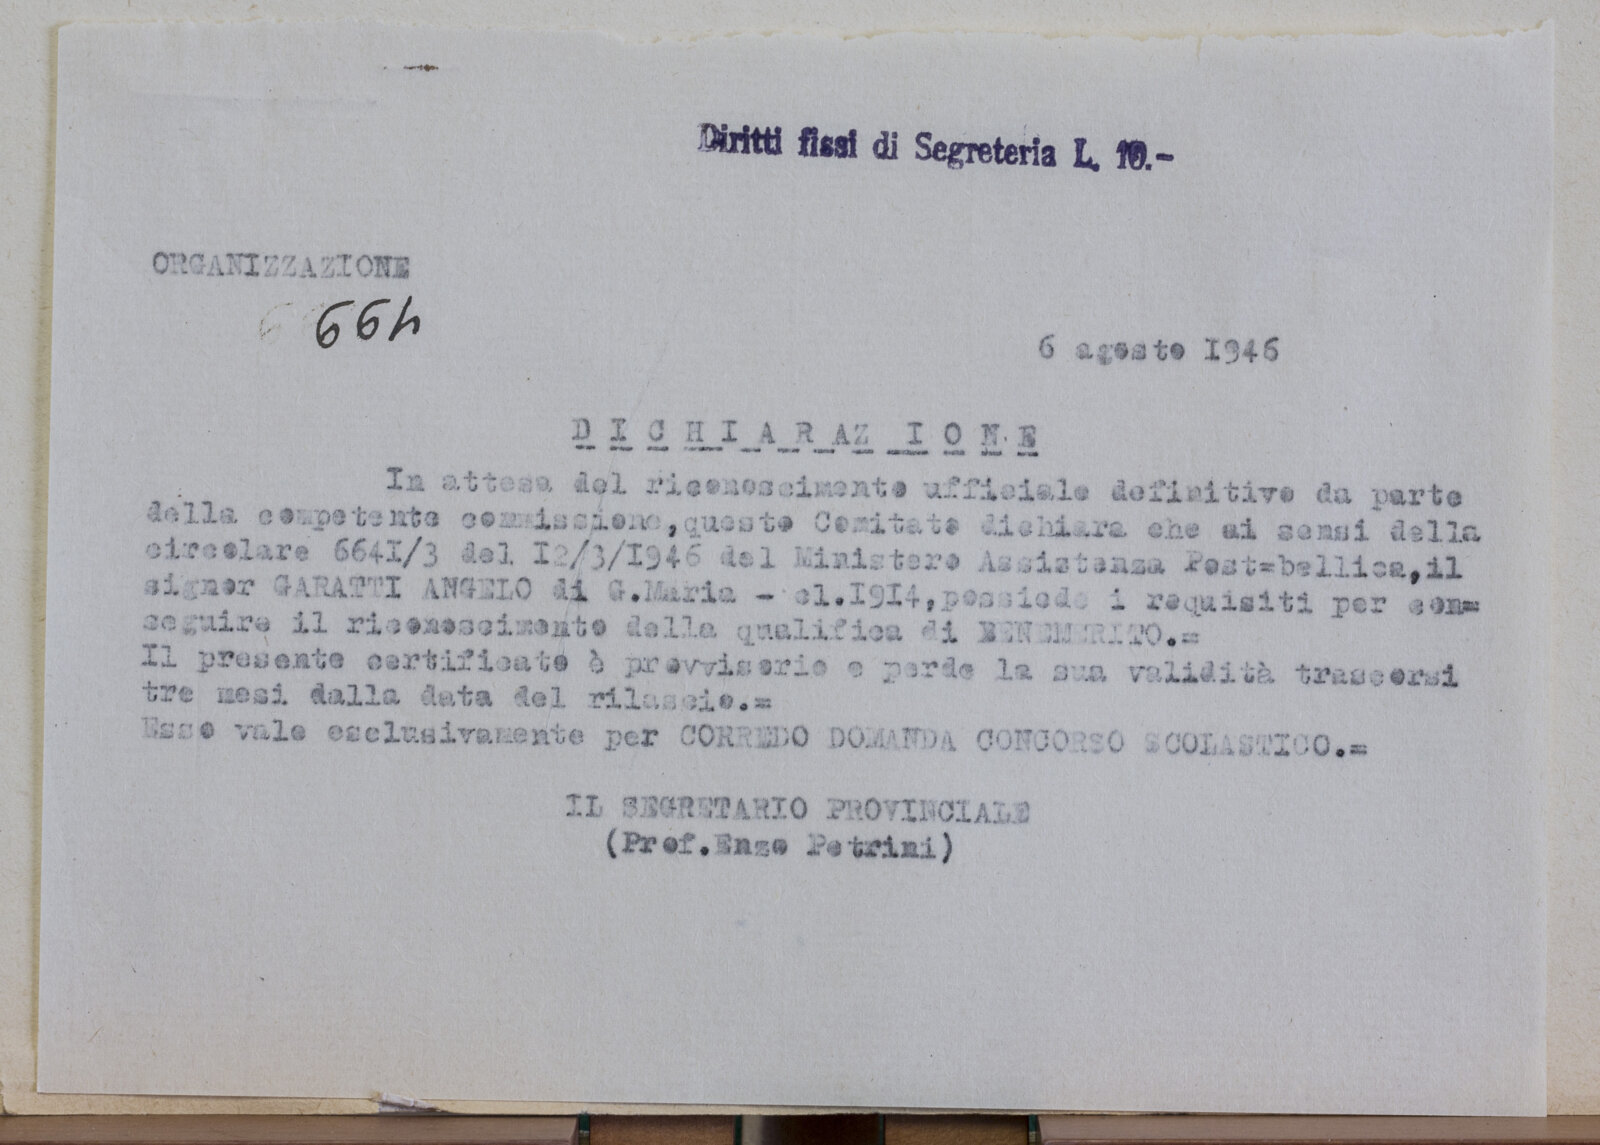 Diritti fissi di Segreteria L. 10.-
ORGANIZZAZIONE
664
6 agosto 1946
DICHIARAZIONE
In attesa del riconoscimento ufficiale definitivo da parte
della competente commissione,questo Comitato dichiara che ai sensi della
circolare 6641/3 del 12/3/1946 del Ministero Assistenza Post=bellica,il
signor GARATTI ANGELO di G.Maria - cl.1914,possiede i requisiti per con=
seguire il riconoscimento della qualifica di BENEMERITO.=
Il presente certificato è provvisorio e perde la sua validità trascorsi
tre mesi dalla data del rilascio.=
Esso vale esclusivamente per CORREDO DOMANDA CONCORSO SCOLASTICO.=
IL SEGRETARIO PROVINCIALE
(Prof.Enzo Petrini)